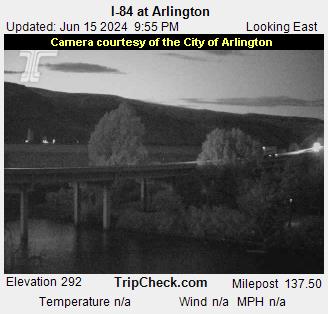 I-84 at Arlington
Updated: Jun 15 2024 9:55 PM Looking East
Camera courtesy of the City of Arlington
Elevation 292 TripCheck.com Milepost 137.50
Temperature n/a Wind n/a MPH n/a